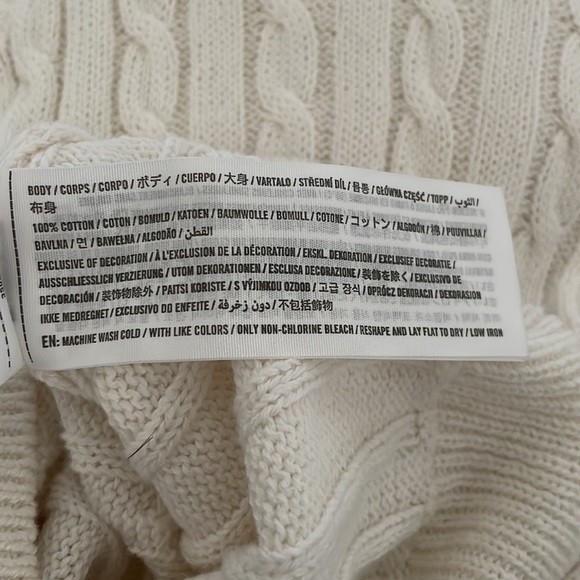 BODY / CORPS / CORPO / ボディ / CUERPO / 大身 / VARTALO / STŘEDNÍ DÍL / 몸통 / GŁÓWNA CZĘŚĆ / TOPP / الثوب /
布身
100% COTTON / COTON / BOMULD / KATOEN / BAUMWOLLE / BOMULL / COTONE / コットン / ALGODÓN / 棉 / PUUVILLAA /
BAVLNA / 면 / BAWEŁNA / ALGODÃO / القطن
EXCLUSIVE OF DECORATION / À L'EXCLUSION DE LA DÉCORATION / EKSKL. DEKORATION / EXCLUSIEF DECORATIE /
AUSSCHLIESSLICH VERZIERUNG / UTOM DEKORATIONEN / ESCLUSA DECORAZIONE / 装飾を除く / EXCLUSIVO DE
DECORACIÓN / 装饰物除外 / PAITSI KORISTE / S VÝJIMKOU OZDOB / 고급 장식 / OPRÓCZ DEKORACJI / DEKORASJON
IKKE MEDREGNET / EXCLUSIVO DO ENFEITE / دون زخرفة / 不包括飾物
EN: MACHINE WASH COLD / WITH LIKE COLORS / ONLY NON-CHLORINE BLEACH / RESHAPE AND LAY FLAT TO DRY / LOW IRON